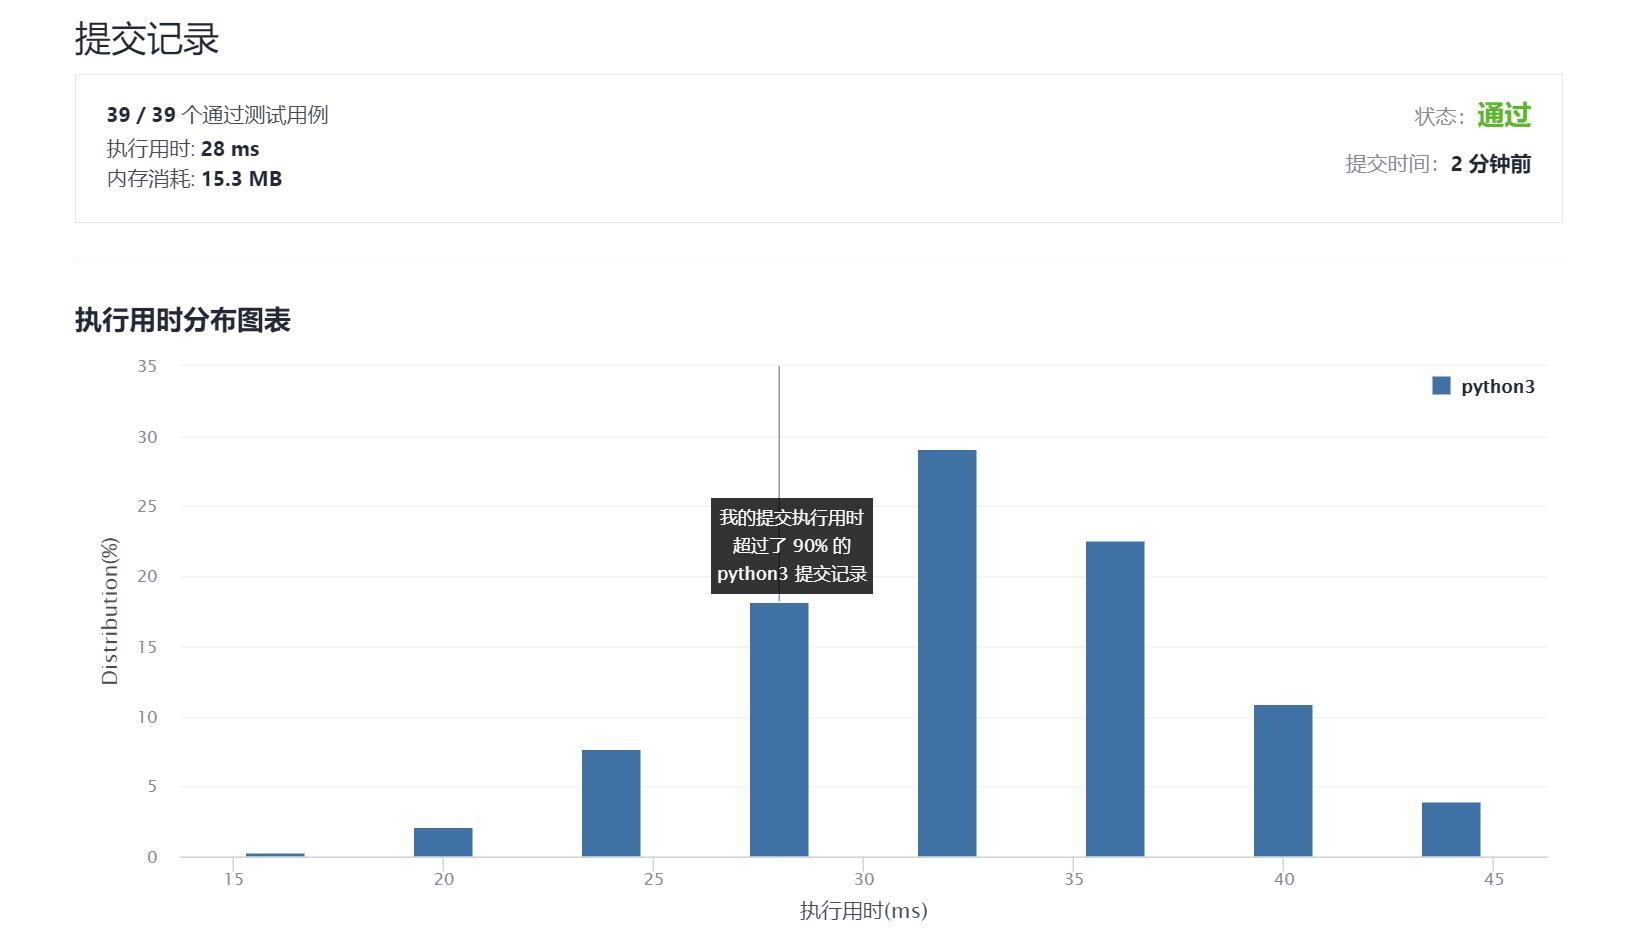 提交记录
39 / 39 个通过测试用例
状态：通过
执行用时: 28 ms
提交时间：2 分钟前
内存消耗: 15.3 MB
执行用时分布图表
35
python3
30
25
我的提交执行用时
超过了 90% 的
python3 提交记录
20
15
10
5
0
Distribution(%)
15 20 25 30 35 40 45
执行用时(ms)